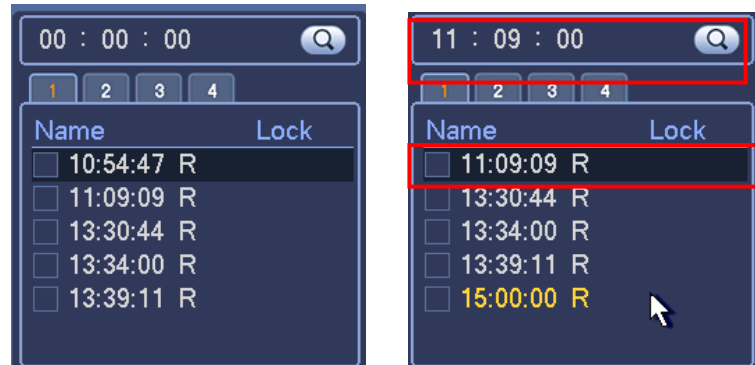 00 : 00 : 00
1 2 3 4
Name Lock
10:54:47 R
11:09:09 R
13:30:44 R
13:34:00 R
13:39:11 R
11 : 09 : 00
1 2 3 4
Name Lock
11:09:09 R
13:30:44 R
13:34:00 R
13:39:11 R
15:00:00 R